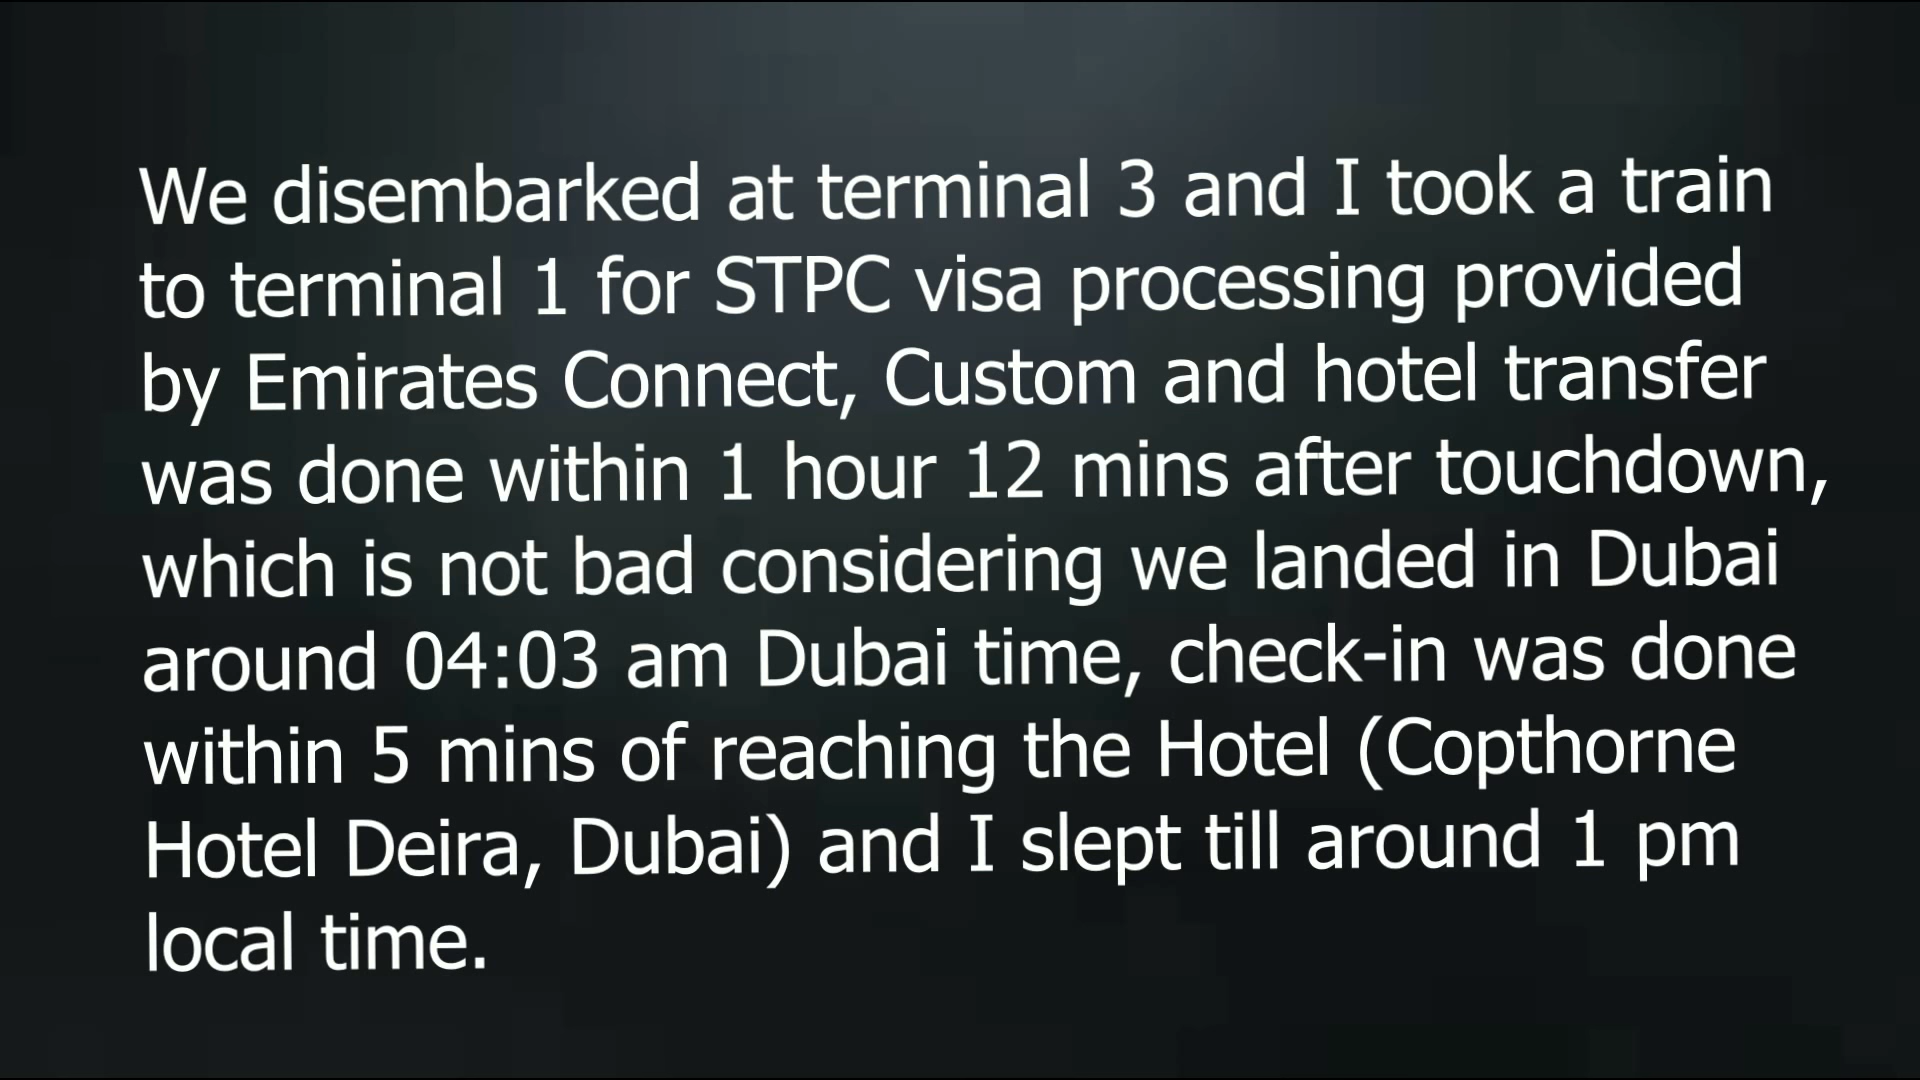 We disembarked at terminal 3 and I took a train
to terminal 1 for STPC visa processing provided
by Emirates Connect, Custom and hotel transfer
was done within 1 hour 12 mins after touchdown,
which is not bad considering we landed in Dubai
around 04:03 am Dubai time, check-in was done
within 5 mins of reaching the Hotel (Copthorne
Hotel Deira, Dubai) and I slept till around 1 pm
local time.